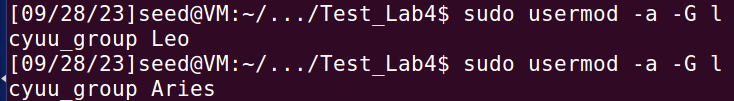 [09/28/23]seed@VM:~/.../Test_Lab4$ sudo usermod -a -G l
cyuu_group Leo
[09/28/23]seed@VM:~/.../Test_Lab4$ sudo usermod -a -G l
cyuu_group Aries